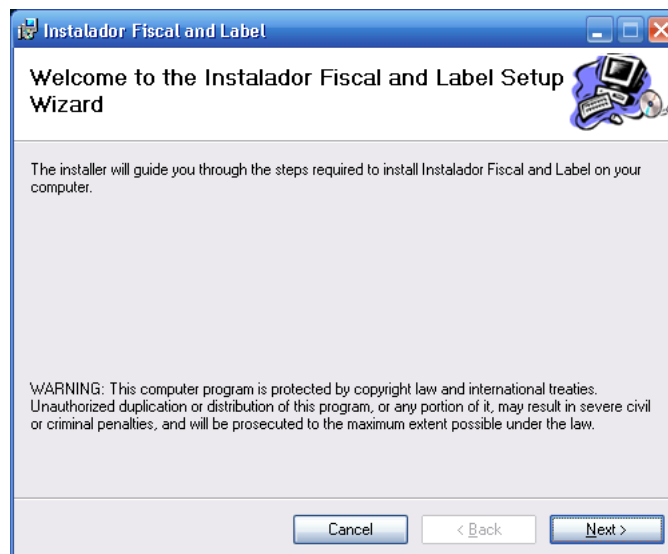 Instalador Fiscal and Label
Welcome to the Instalador Fiscal and Label Setup
Wizard
The installer will guide you through the steps required to install Instalador Fiscal and Label on your
computer.
WARNING: This computer program is protected by copyright law and international treaties.
Unauthorized duplication or distribution of this program, or any portion of it, may result in severe civil
or criminal penalties, and will be prosecuted to the maximum extent possible under the law.
Cancel
< Back
Next >